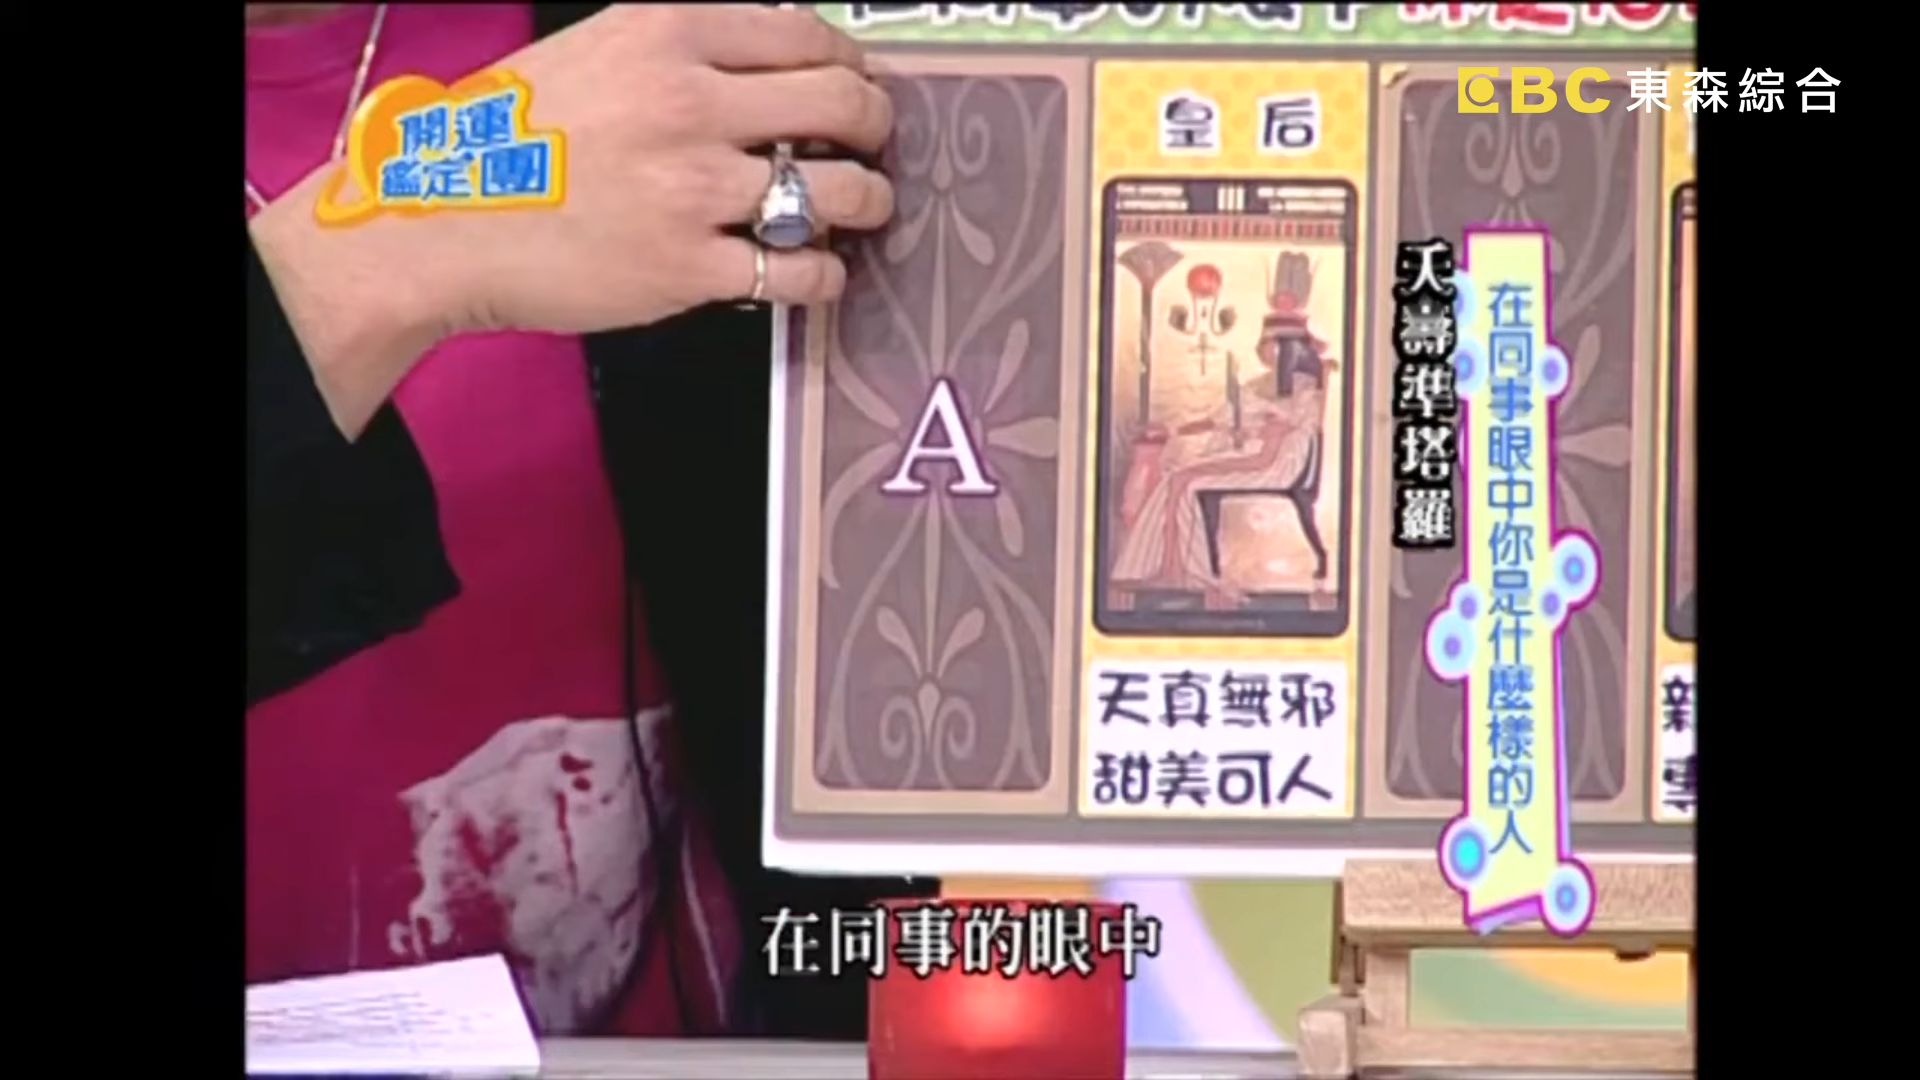 EBC 東森綜合
開運
鑑定團
皇后
III
A
天真無邪
甜美可人
夭壽準塔羅
在同事眼中你是什麼樣的人
在同事的眼中